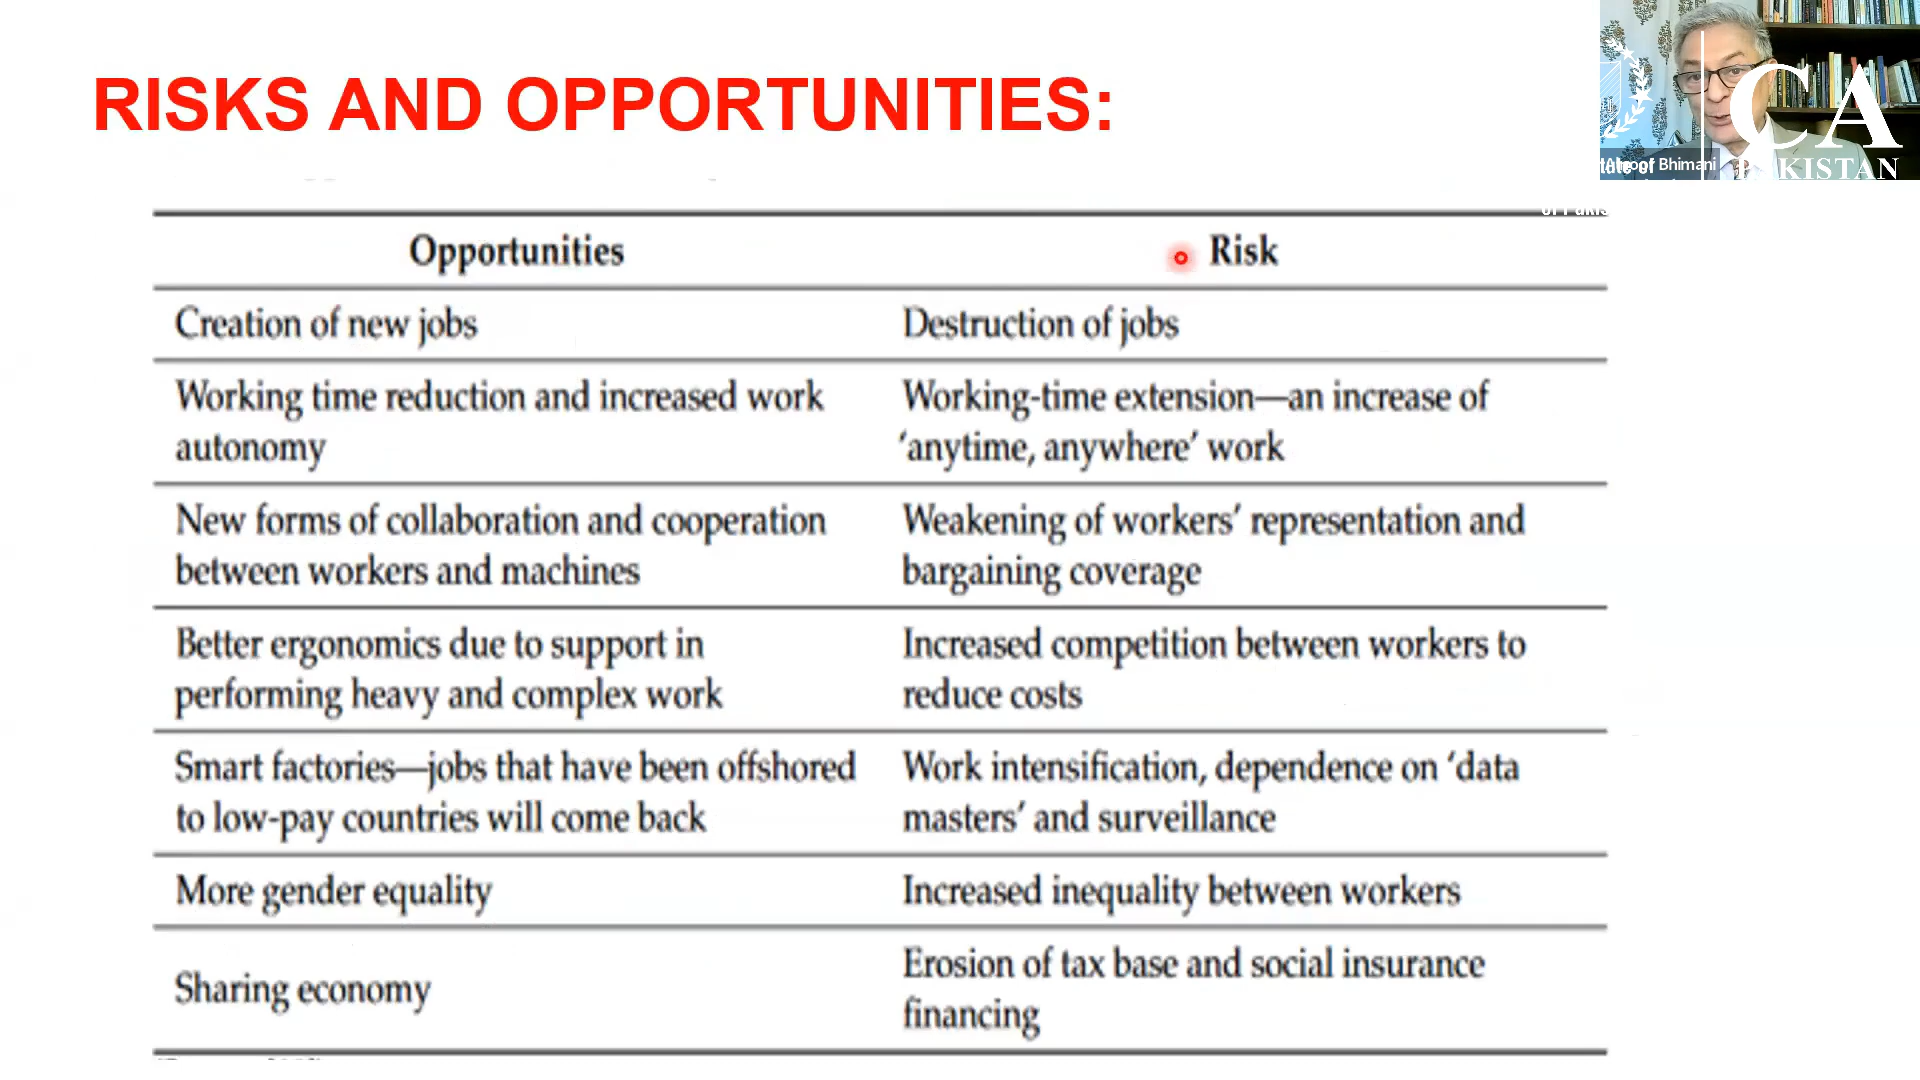 RISKS AND OPPORTUNITIES:
CA
PAKISTAN
Bhimani
Opportunities Risk
Creation of new jobs Destruction of jobs
Working time reduction and increased work Working-time extension—an increase of
autonomy ‘anytime, anywhere’ work
New forms of collaboration and cooperation Weakening of workers’ representation and
between workers and machines bargaining coverage
Better ergonomics due to support in Increased competition between workers to
performing heavy and complex work reduce costs
Smart factories—jobs that have been offshored Work intensification, dependence on ‘data
to low-pay countries will come back masters’ and surveillance
More gender equality Increased inequality between workers
Sharing economy Erosion of tax base and social insurance
financing